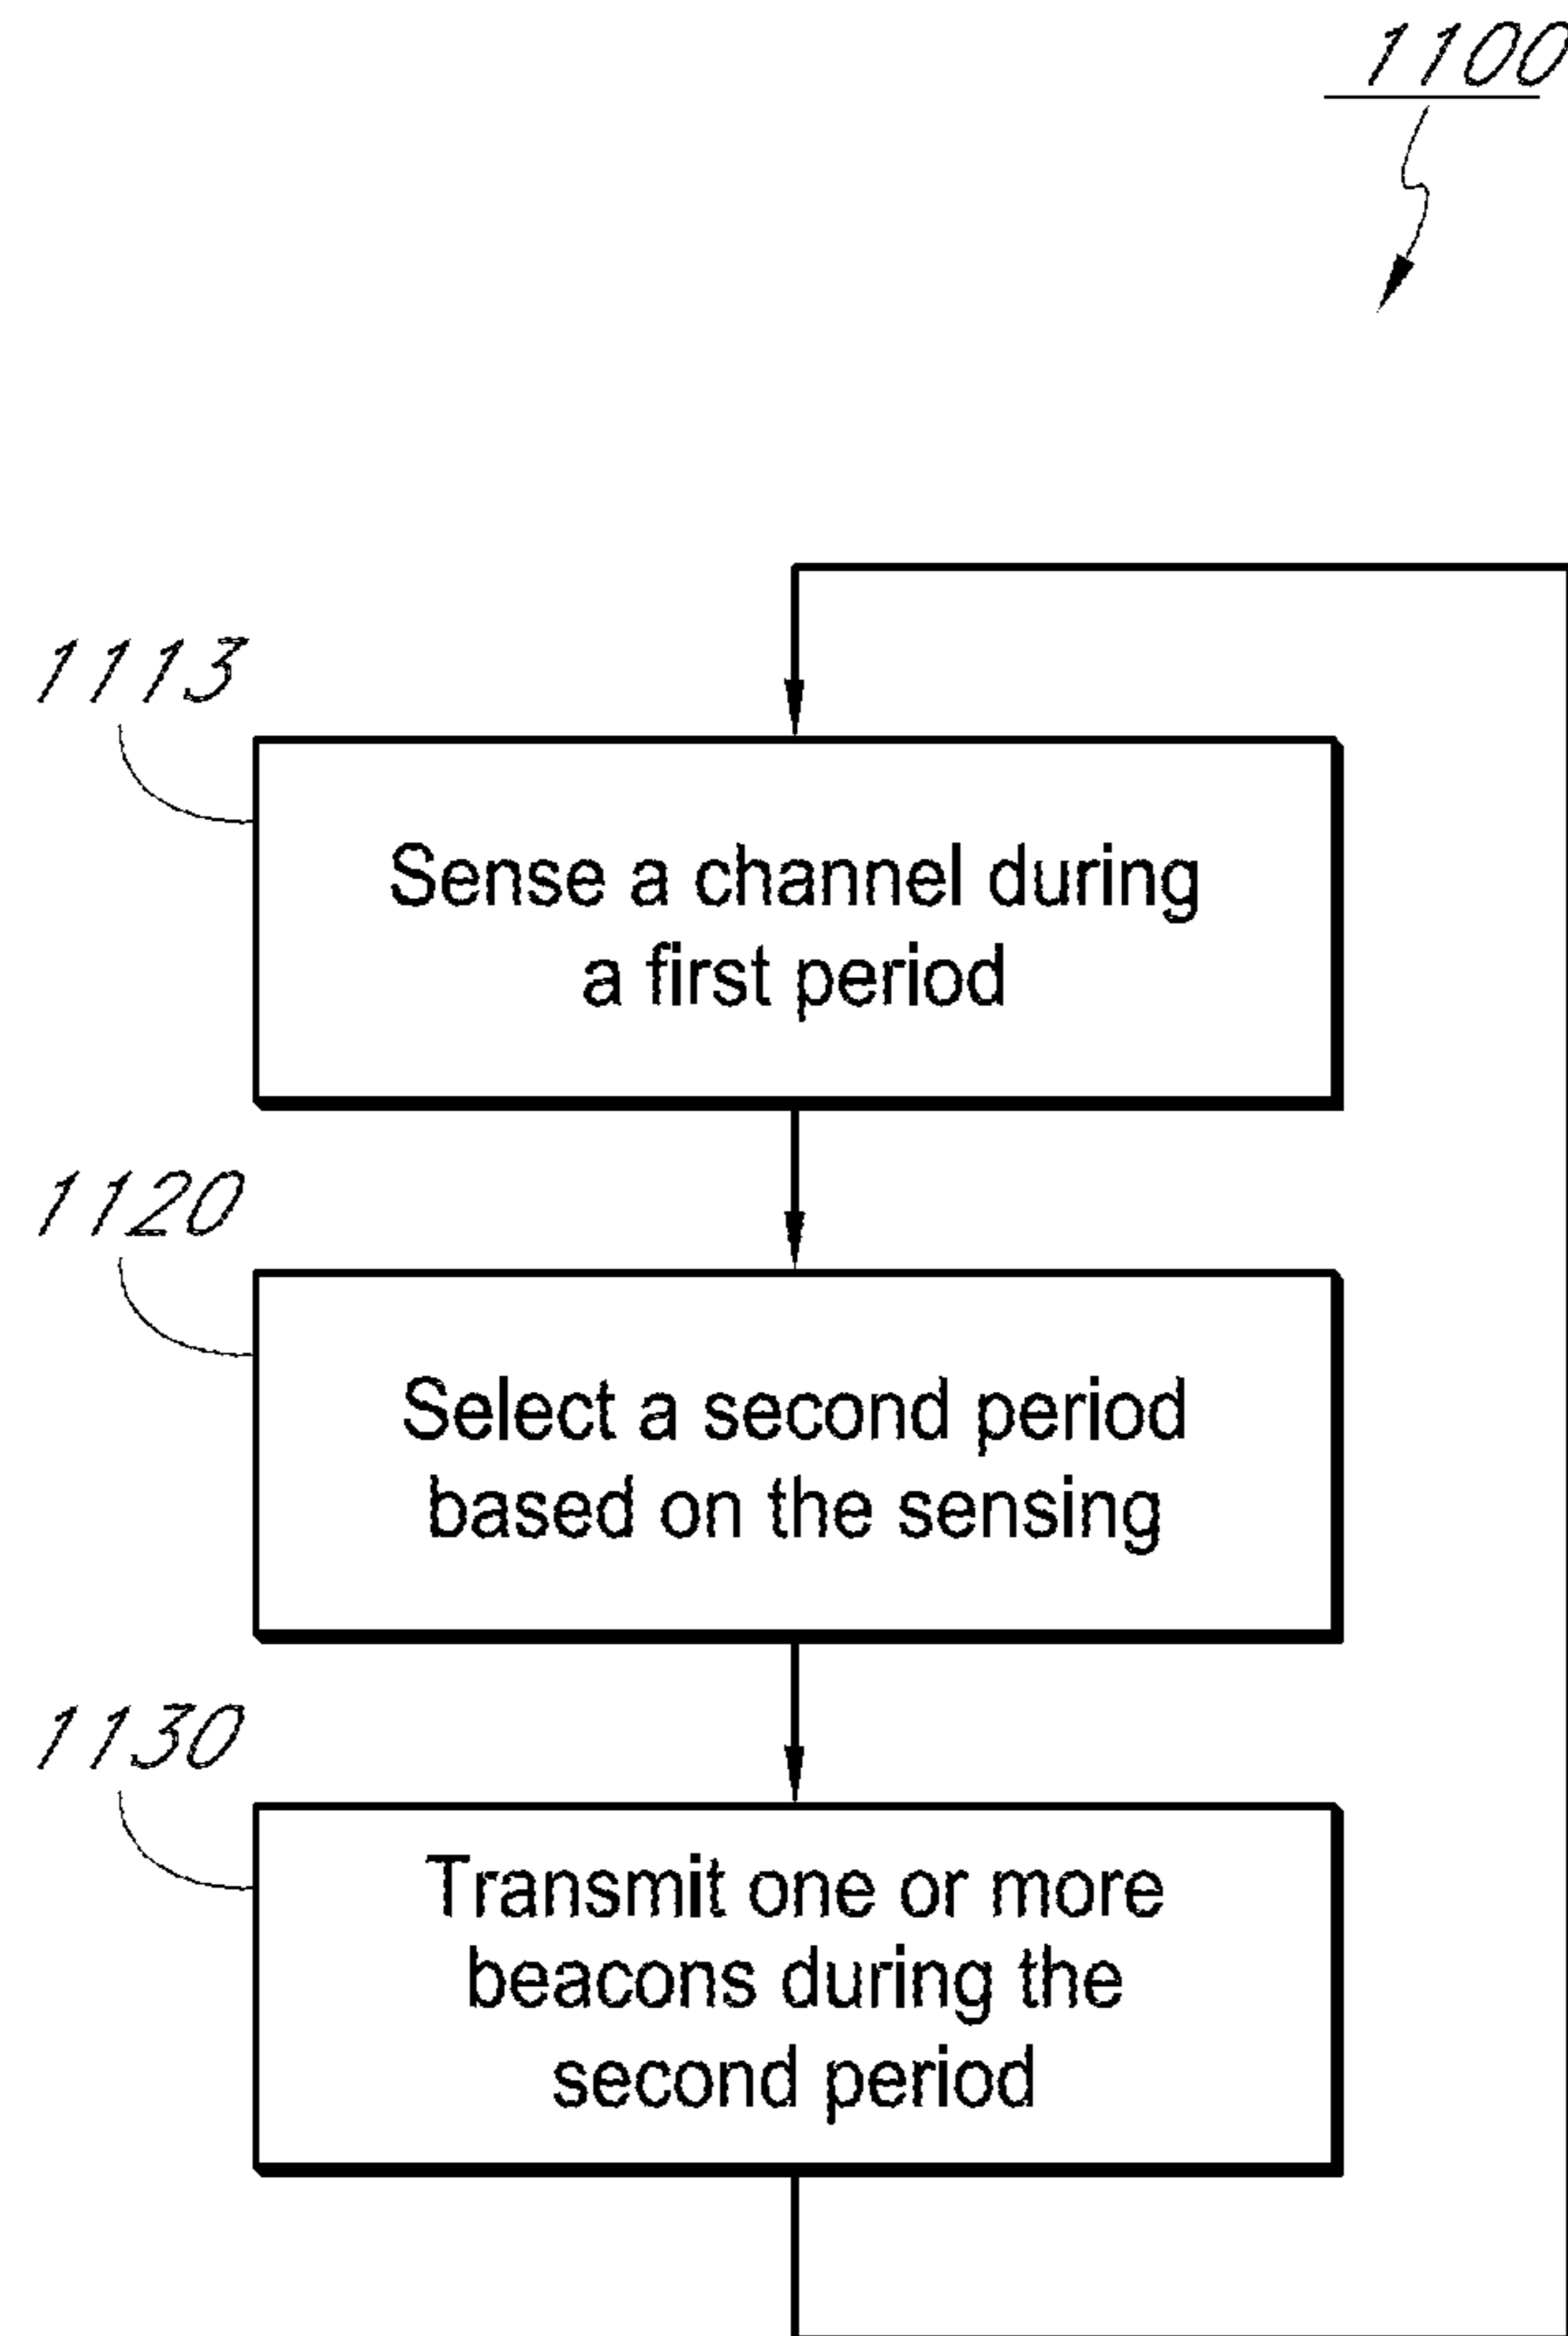 1100
1113
Sense a channel during
a first period
1120
Select a second period
based on the sensing
1130
Transmit one or more
beacons during the
second period